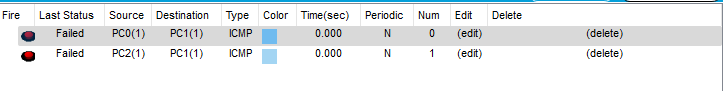 Fire Last Status Source Destination Type Color Time(sec) Periodic Num Edit Delete
Failed PC0(1) PC1(1) ICMP 0.000 N 0 (edit) (delete)
Failed PC2(1) PC1(1) ICMP 0.000 N 1 (edit) (delete)